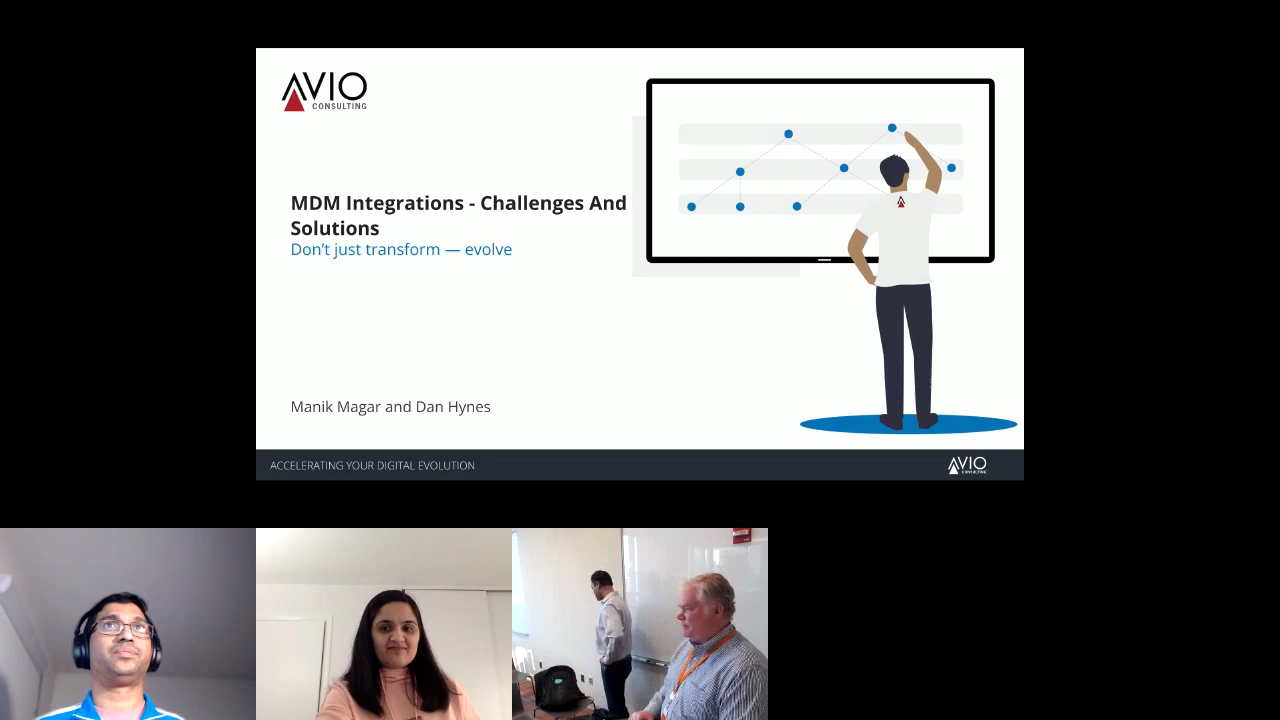 AVIO
CONSULTING
MDM Integrations - Challenges And
Solutions
Don't just transform — evolve
Manik Magar and Dan Hynes
ACCELERATING YOUR DIGITAL EVOLUTION
AVIO
CONSULTING